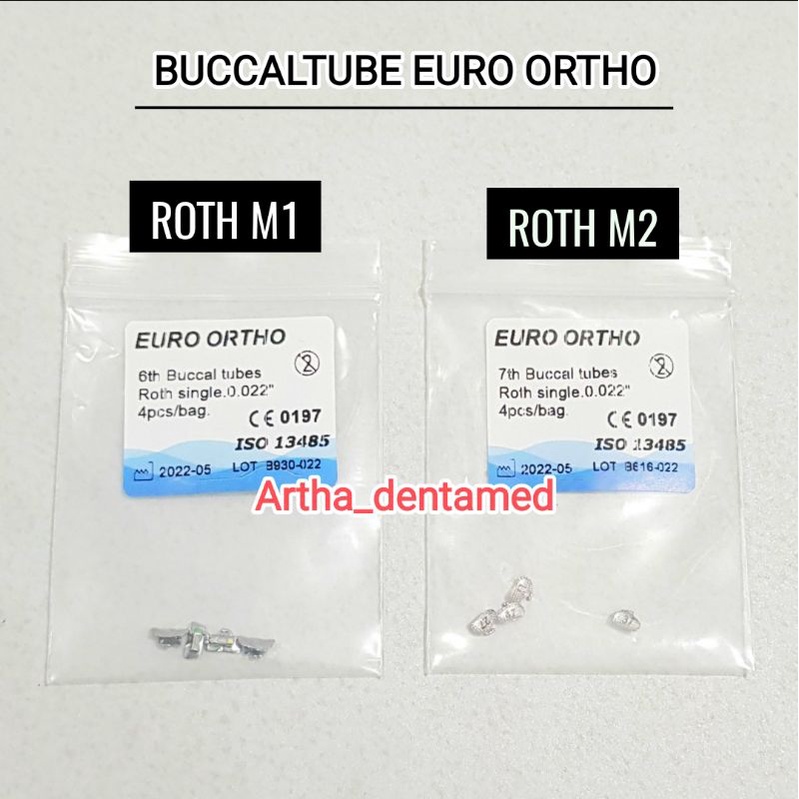 BUCCALTUBE EURO ORTHO
ROTH M1
ROTH M2
EURO ORTHO
6th Buccal tubes
Roth single.0.022"
4pcs/bag.
CE 0197
ISO 13485
2022-05 LOT B930-022
EURO ORTHO
7th Buccal tubes
Roth single.0.022"
4pcs/bag.
CE 0197
ISO 13485
2022-05 LOT B616-022
Artha_dentamed